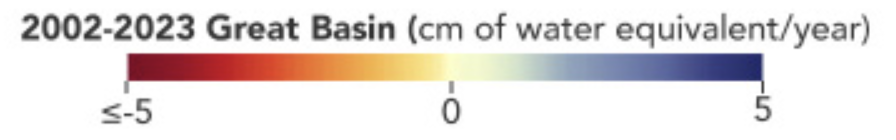 2002-2023 Great Basin (cm of water equivalent/year)
≤-5 0 5